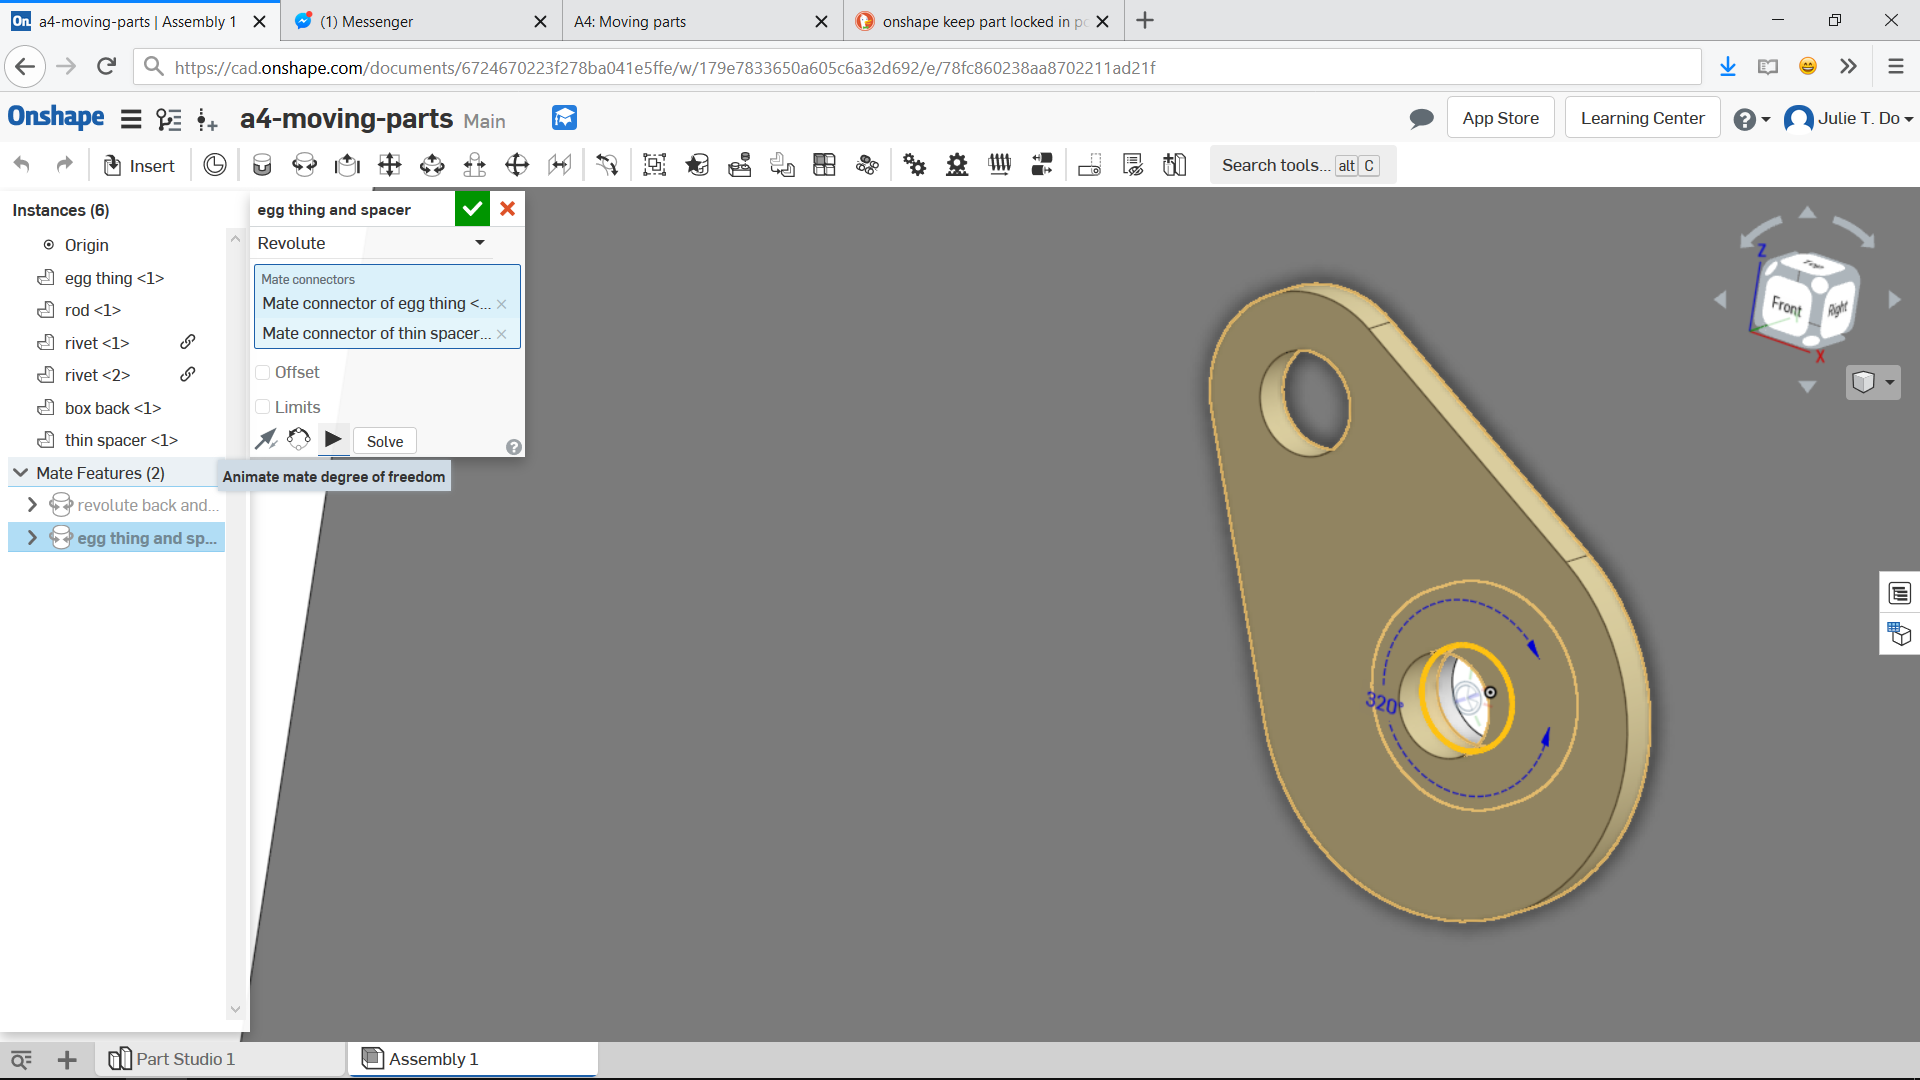 a4-moving-parts | Assembly 1
(1) Messenger
A4: Moving parts
onshape keep part locked in po
https://cad.onshape.com/documents/6724670223f278ba041e5ffe/w/179e7833650a605c6a32d692/e/78fc860238aa8702211ad21f
Onshape
a4-moving-parts Main
App Store
Learning Center
Julie T. Do
Insert
Search tools... alt C
Instances (6)
Origin
egg thing <1>
rod <1>
rivet <1>
rivet <2>
box back <1>
thin spacer <1>
Mate Features (2)
revolute back and...
egg thing and sp...
egg thing and spacer
Revolute
Mate connectors
Mate connector of egg thing <...
Mate connector of thin spacer...
Offset
Limits
Solve
Animate mate degree of freedom
320°
Z
Top
Front
Right
X
Part Studio 1
Assembly 1